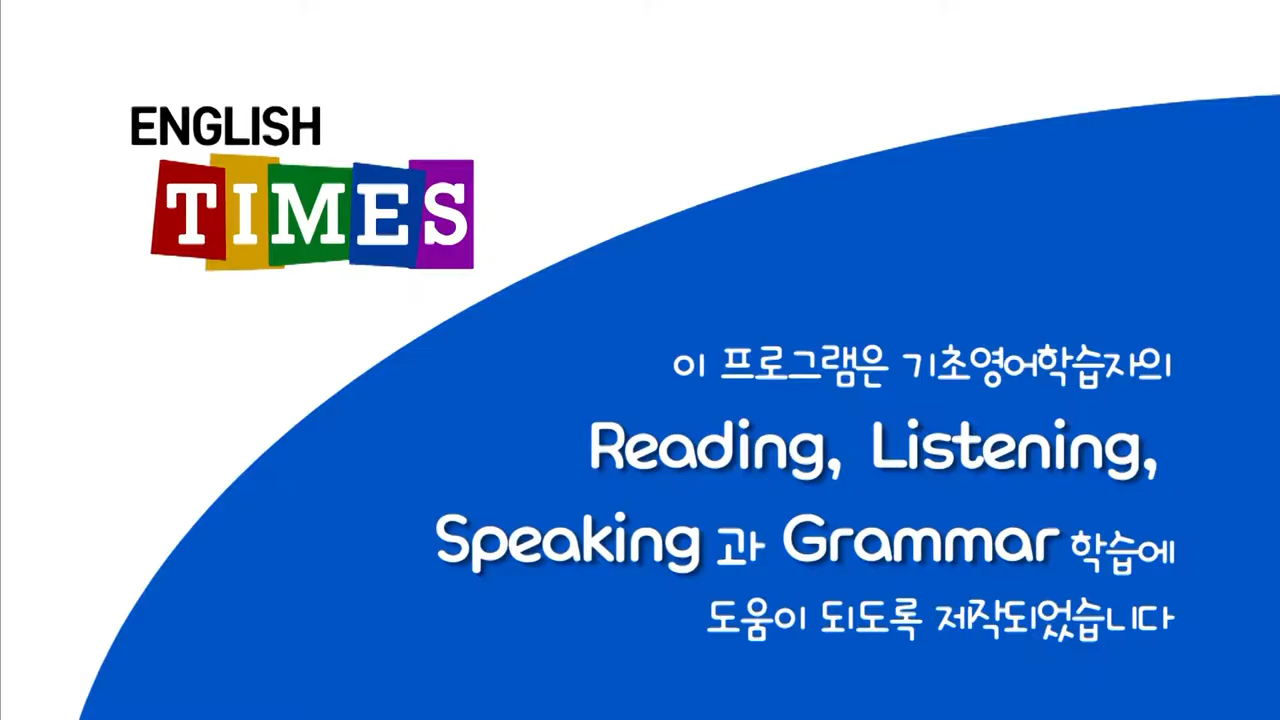 ENGLISH
TIMES
이 프로그램은 기초영어학습자의
Reading, Listening,
Speaking 과 Grammar 학습에
도움이 되도록 제작되었습니다